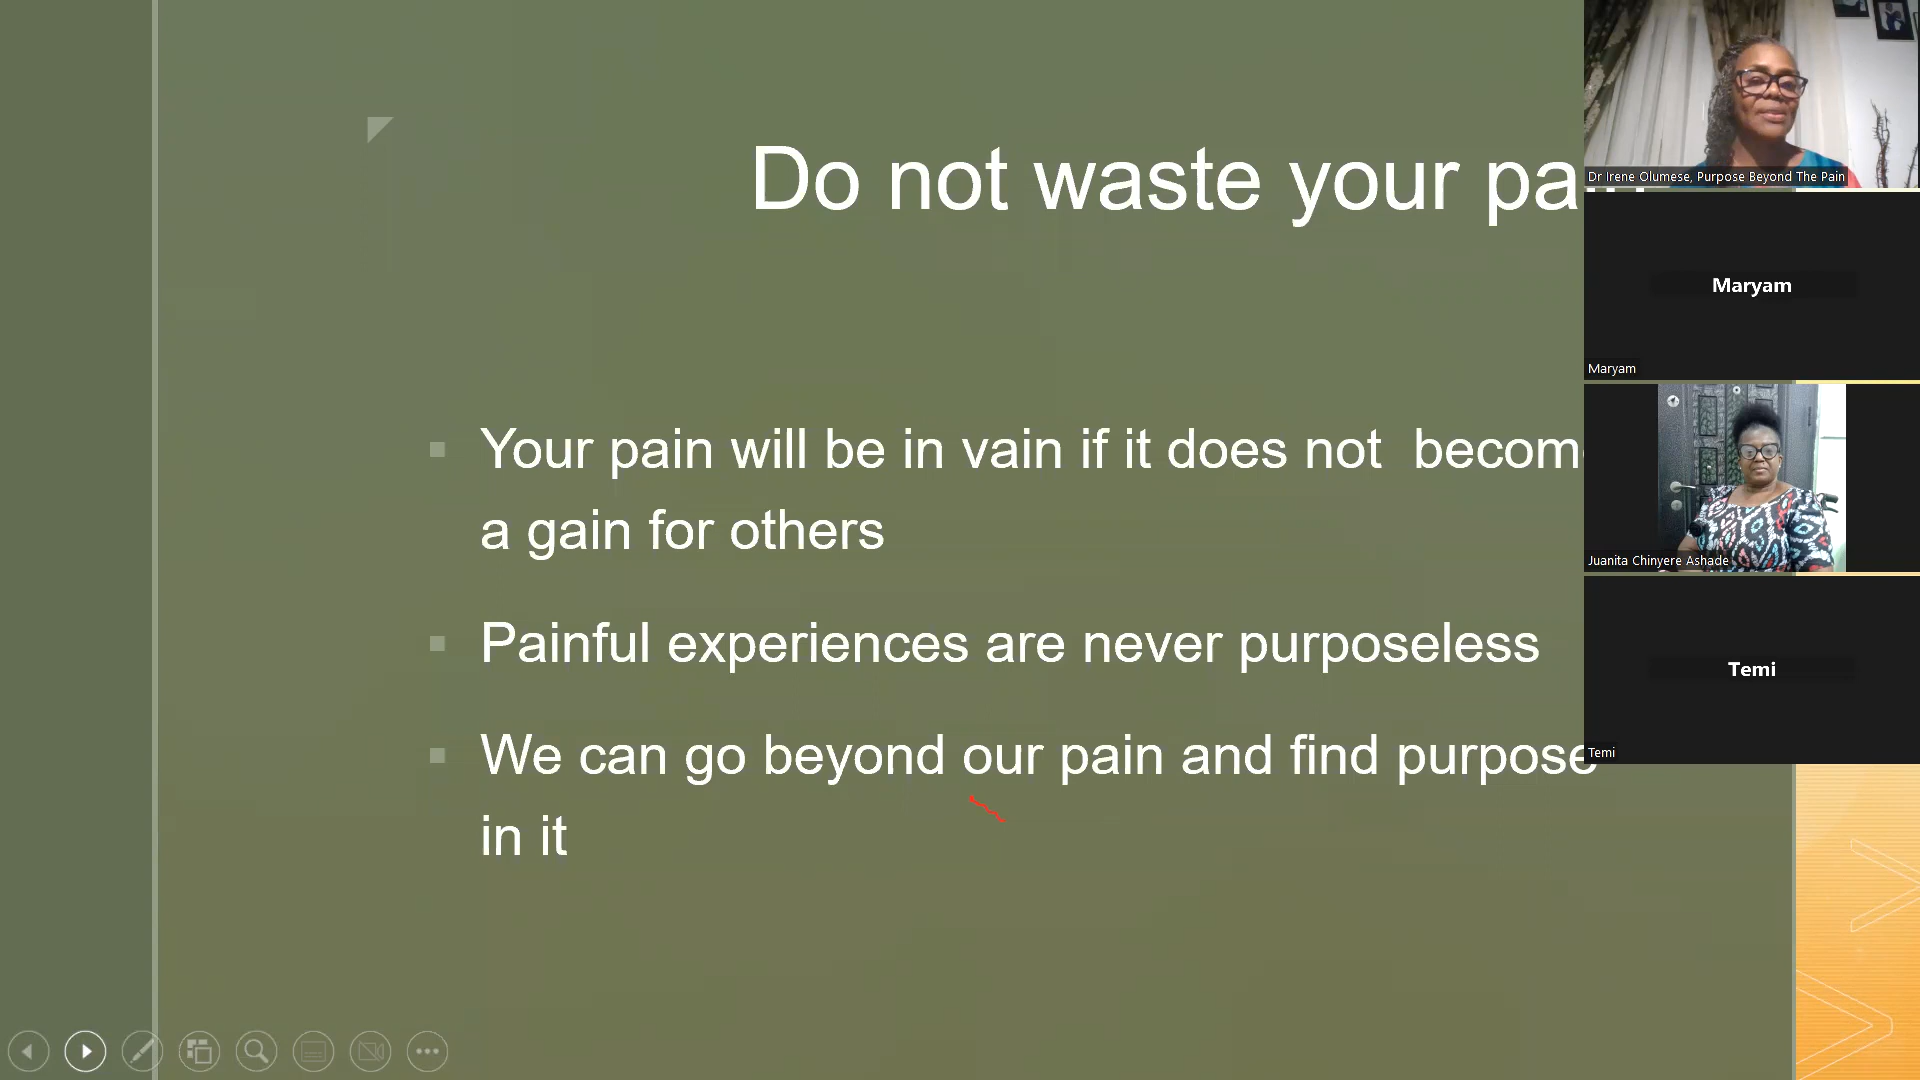 Do not waste your pain
Your pain will be in vain if it does not become
a gain for others
Painful experiences are never purposeless
We can go beyond our pain and find purpose
in it
Dr Irene Olumese, Purpose Beyond The Pain
Maryam
Maryam
Juanita Chinyere Ashade
Temi
Temi